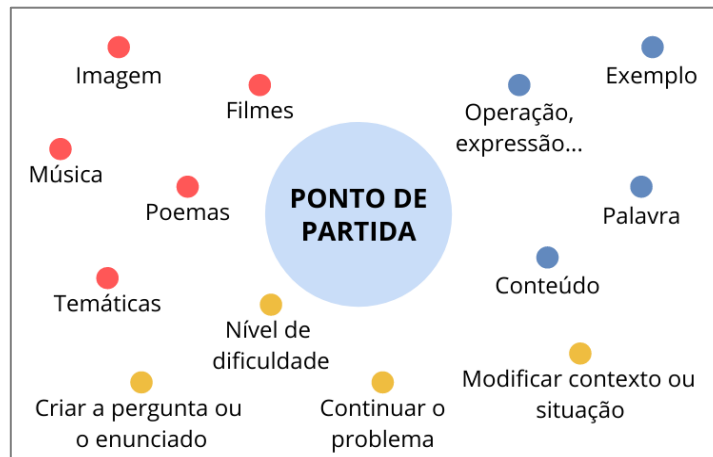 Imagem
Exemplo
Filmes
Operação,
expressão...
Música
Poemas
PONTO DE
PARTIDA
Palavra
Conteúdo
Temáticas
Nível de
dificuldade
Modificar contexto ou
situação
Criar a pergunta ou
o enunciado
Continuar o
problema